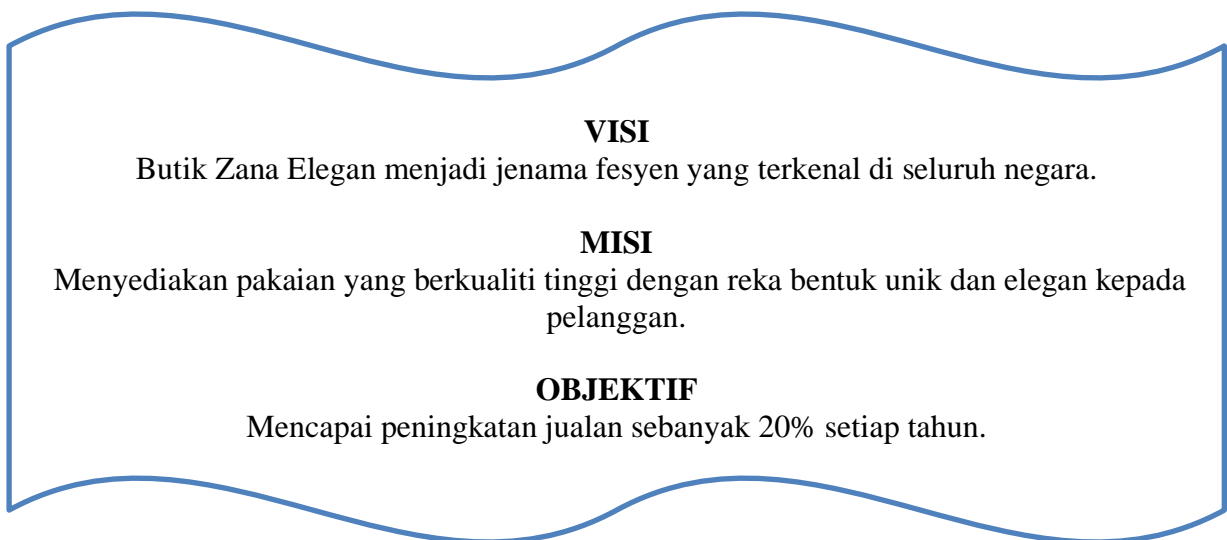 VISI
Butik Zana Elegan menjadi jenama fesyen yang terkenal di seluruh negara.
MISI
Menyediakan pakaian yang berkualiti tinggi dengan reka bentuk unik dan elegan kepada
pelanggan.
OBJEKTIF
Mencapai peningkatan jualan sebanyak 20% setiap tahun.